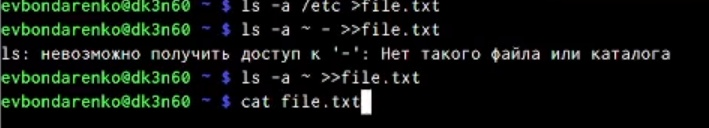 evbondarenko@dk3n60 ~ $ ls -a /etc >file.txt
evbondarenko@dk3n60 ~ $ ls -a ~ - >>file.txt
ls: невозможно получить доступ к '-': Нет такого файла или каталога
evbondarenko@dk3n60 ~ $ ls -a ~ >>file.txt
evbondarenko@dk3n60 ~ $ cat file.txt